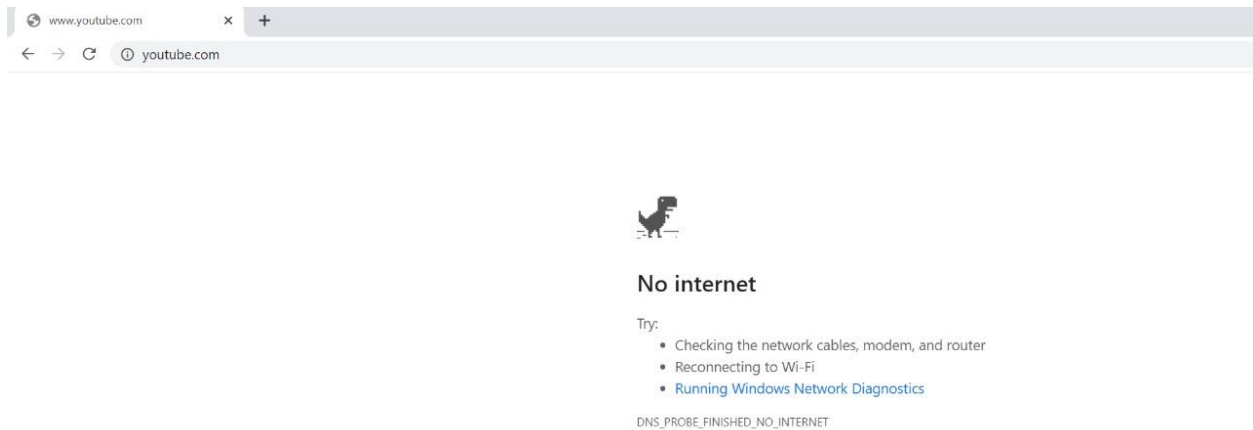 www.youtube.com
youtube.com
No internet
Try:
Checking the network cables, modem, and router
Reconnecting to Wi-Fi
Running Windows Network Diagnostics
DNS_PROBE_FINISHED_NO_INTERNET